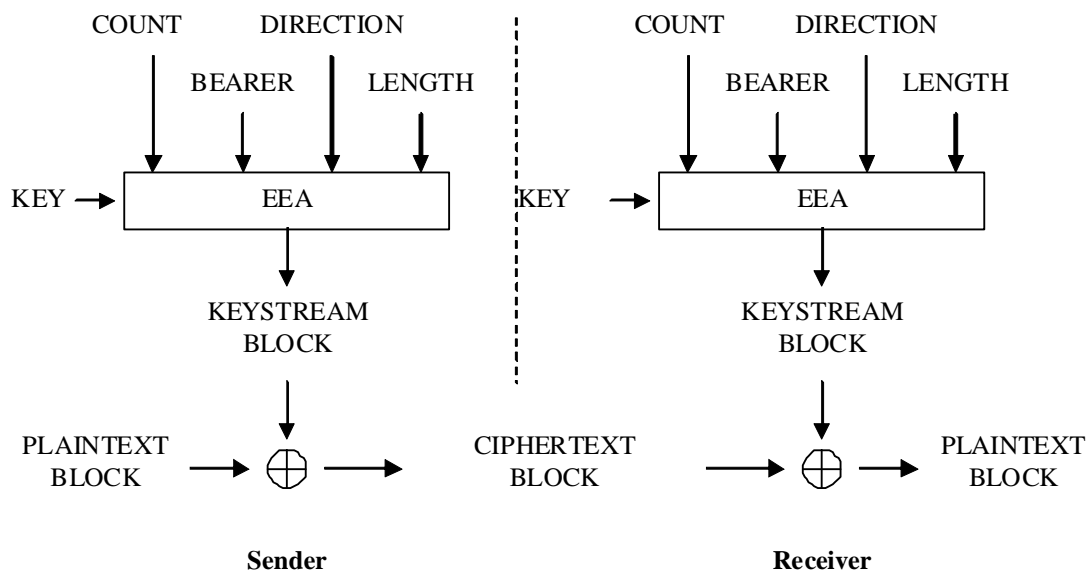 COUNT DIRECTION COUNT DIRECTION
BEARER LENGTH BEARER LENGTH
KEY EEA KEY EEA
KEYSTREAM BLOCK KEYSTREAM BLOCK
PLAINTEXT BLOCK CIPHERTEXT BLOCK PLAINTEXT BLOCK
Sender Receiver